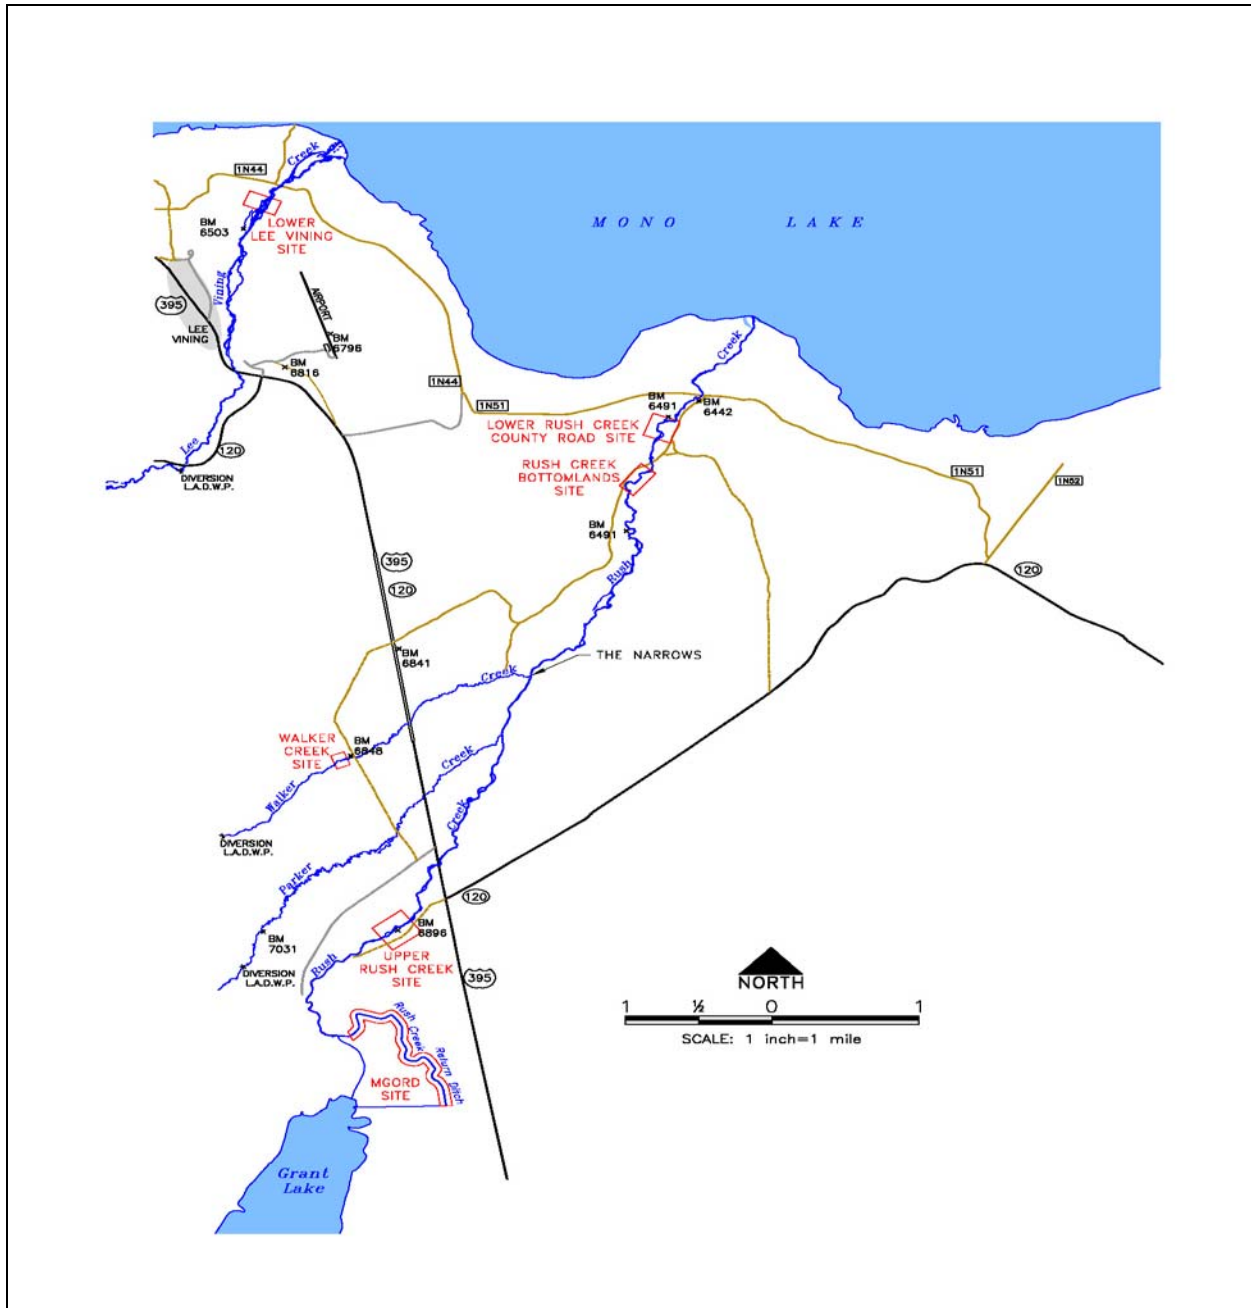 Creek
1N44
BM
6503
LOWER
LEE VINING
SITE
MONO LAKE
Vining
395
LEE
VINING
AIRPORT
BM
6796
BM
6816
Creek
1N44
1N51
BM
6491
BM
6442
LOWER RUSH CREEK
COUNTY ROAD SITE
Lee
120
DIVERSION
L.A.D.W.P.
RUSH CREEK
BOTTOMLANDS
SITE
1N51
1N52
BM
6491
395
120
Rush
120
BM
6841
THE NARROWS
Creek
WALKER
CREEK
SITE
BM
6848
Creek
Walker
Creek
DIVERSION
L.A.D.W.P.
Parker
120
BM
6896
BM
7031
UPPER
RUSH CREEK
SITE
Rush
DIVERSION
L.A.D.W.P.
395
NORTH
1 ½ 0 1
SCALE: 1 inch=1 mile
Rush Creek Return Ditch
MGORD
SITE
Grant
Lake